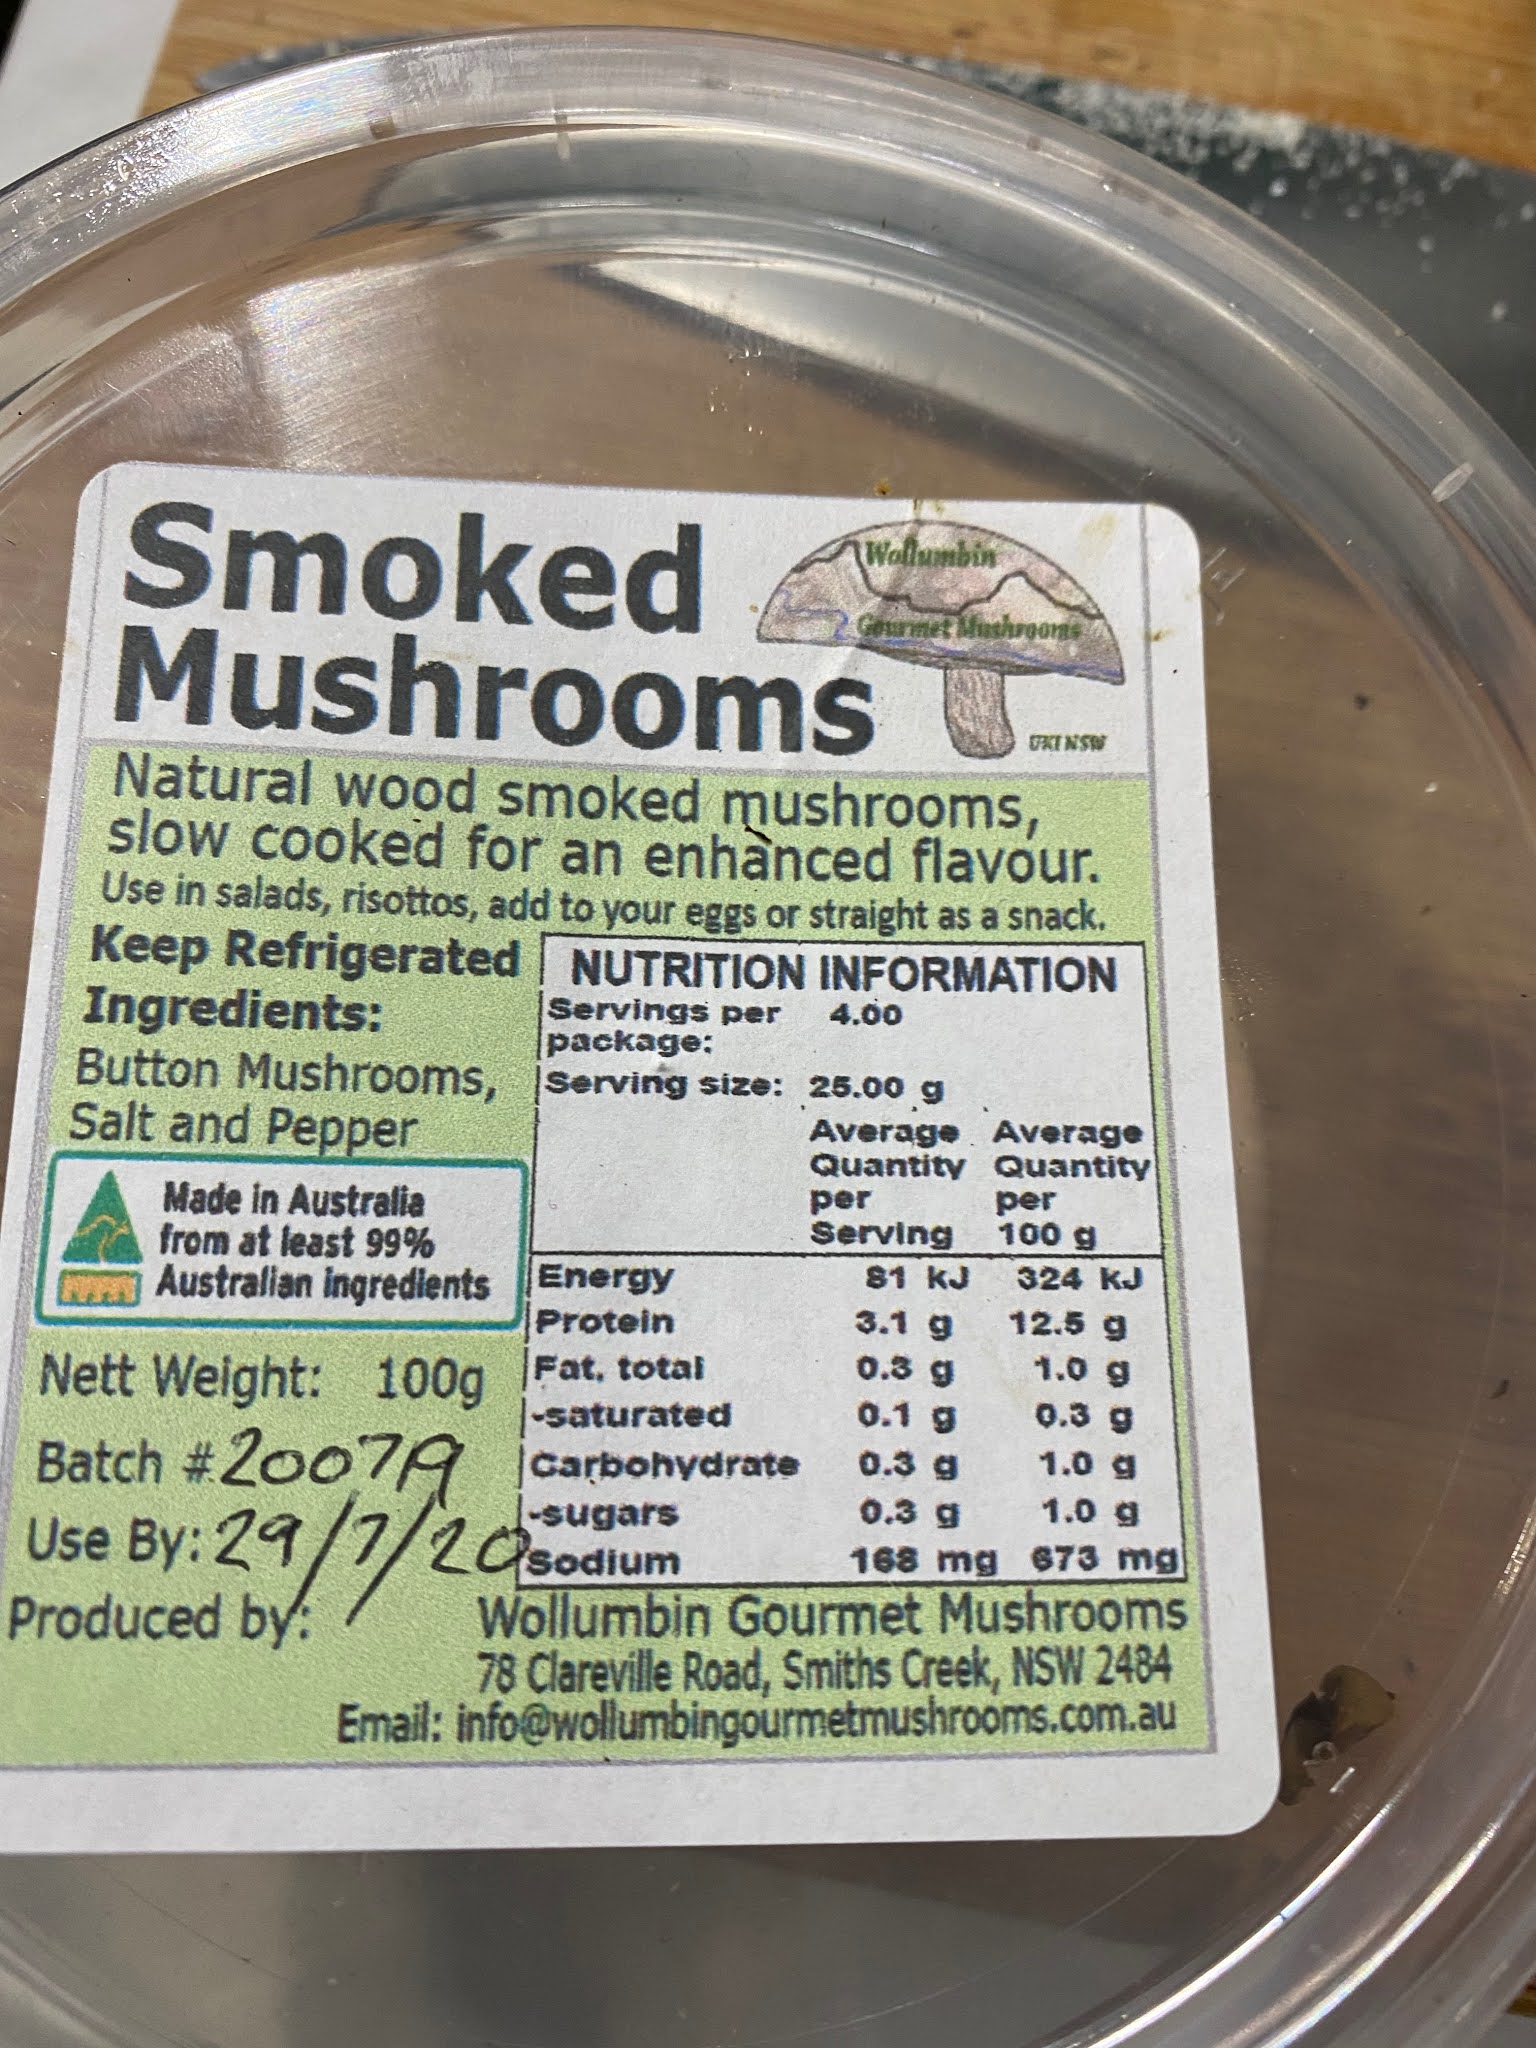 Smoked
Mushrooms
Wollumbin
Gourmet Mushrooms
UKI NSW
Natural wood smoked mushrooms,
slow cooked for an enhanced flavour.
Use in salads, risottos, add to your eggs or straight as a snack.
Keep Refrigerated
Ingredients:
Button Mushrooms,
Salt and Pepper
Made in Australia
from at least 99%
Australian ingredients
Nett Weight: 100g
Batch # 2007A
Use By: 29/7/20
NUTRITION INFORMATION
Servings per 4.00
package:
Serving size: 25.00 g
Average Average
Quantity Quantity
per per
Serving 100 g
Energy 81 kJ 324 kJ
Protein 3.1 g 12.5 g
Fat, total 0.3 g 1.0 g
-saturated 0.1 g 0.3 g
Carbohydrate 0.3 g 1.0 g
-sugars 0.3 g 1.0 g
Sodium 168 mg 673 mg
Produced by: Wollumbin Gourmet Mushrooms
78 Clareville Road, Smiths Creek, NSW 2484
Email: info@wollumbingourmetmushrooms.com.au